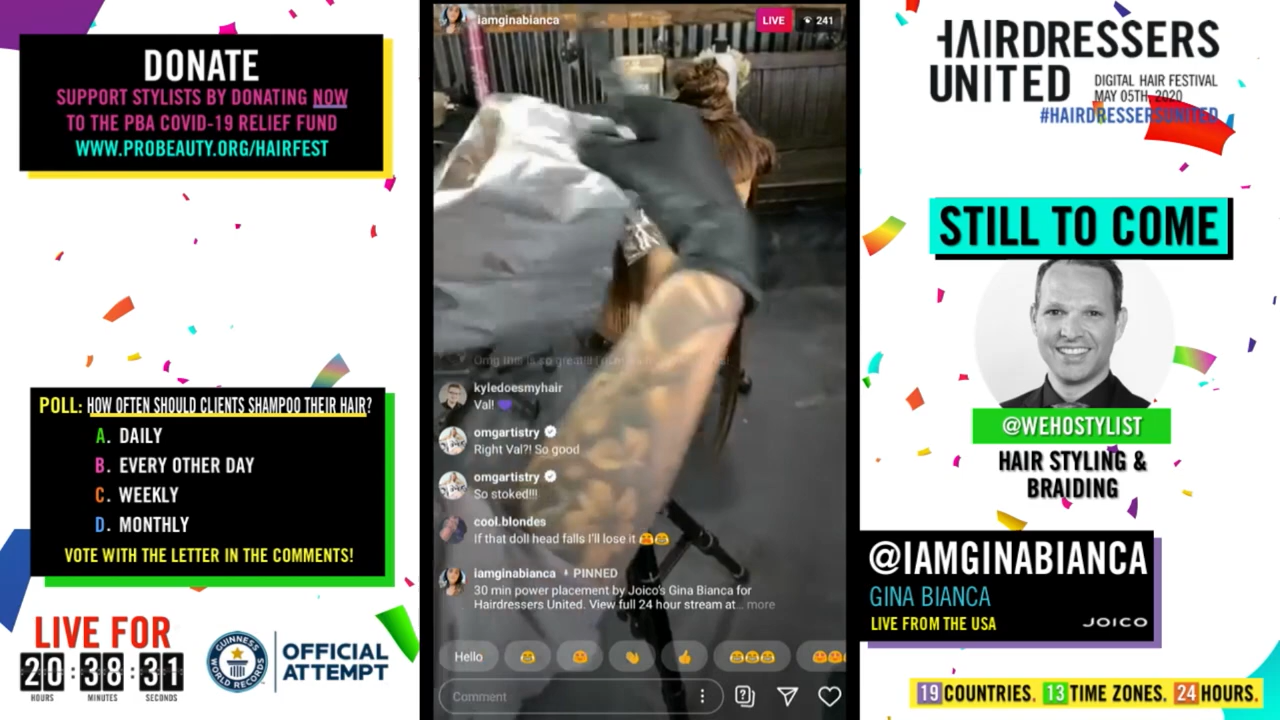 DONATE
SUPPORT STYLISTS BY DONATING NOW
TO THE PBA COVID-19 RELIEF FUND
WWW.PROBEAUTY.ORG/HAIRFEST
POLL: HOW OFTEN SHOULD CLIENTS SHAMPOO THEIR HAIR?
A. DAILY
B. EVERY OTHER DAY
C. WEEKLY
D. MONTHLY
VOTE WITH THE LETTER IN THE COMMENTS!
LIVE FOR
20:38:31
HOURS MINUTES SECONDS
GUINNESS
WORLD RECORDS
OFFICIAL
ATTEMPT
iamginabianca
LIVE 241
Omg this is so great!!!
kyledoesmyhair
Val! 💜
omgartistry
Right Val?! So good
omgartistry
So stoked!!!
cool.blondes
If that doll head falls I'll lose it 😍😂
iamginabianca PINNED
30 min power placement by Joico's Gina Bianca for
Hairdressers United. View full 24 hour stream at... more
Hello 😂 😍 👏 👍 😂😂😂 😍😍
Comment
HAIRDRESSERS
UNITED
DIGITAL HAIR FESTIVAL
MAY 05TH, 2020
#HAIRDRESSERSUNITED
STILL TO COME
@WEHOSTYLIST
HAIR STYLING &
BRAIDING
@IAMGINABIANCA
GINA BIANCA
LIVE FROM THE USA
JOICO
19 COUNTRIES. 13 TIME ZONES. 24 HOURS.